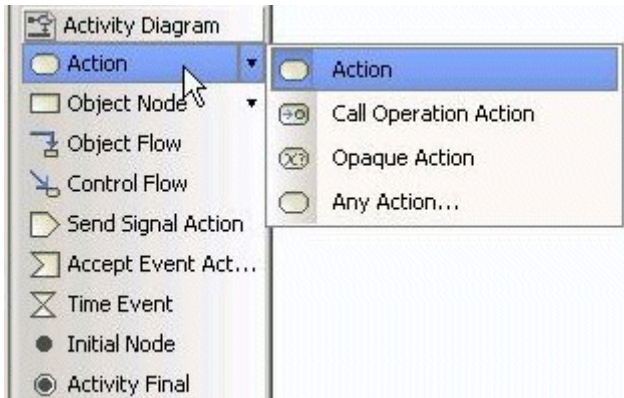 Activity Diagram
Action
Object Node
Object Flow
Control Flow
Send Signal Action
Accept Event Act...
Time Event
Initial Node
Activity Final
Action
Call Operation Action
Opaque Action
Any Action...